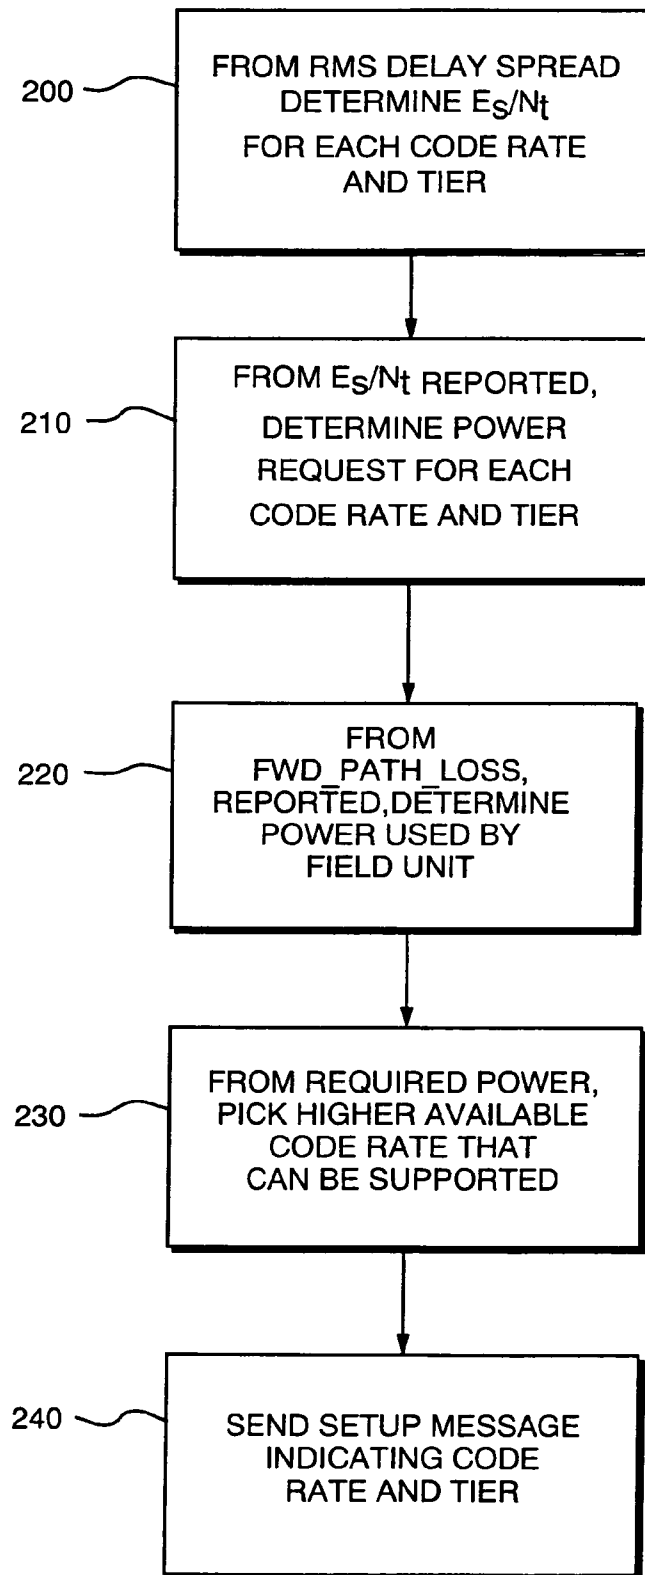 200
FROM RMS DELAY SPREAD
DETERMINE ES/Nt
FOR EACH CODE RATE
AND TIER
210
FROM ES/Nt REPORTED,
DETERMINE POWER
REQUEST FOR EACH
CODE RATE AND TIER
220
FROM
FWD_PATH_LOSS,
REPORTED,DETERMINE
POWER USED BY
FIELD UNIT
230
FROM REQUIRED POWER,
PICK HIGHER AVAILABLE
CODE RATE THAT
CAN BE SUPPORTED
240
SEND SETUP MESSAGE
INDICATING CODE
RATE AND TIER